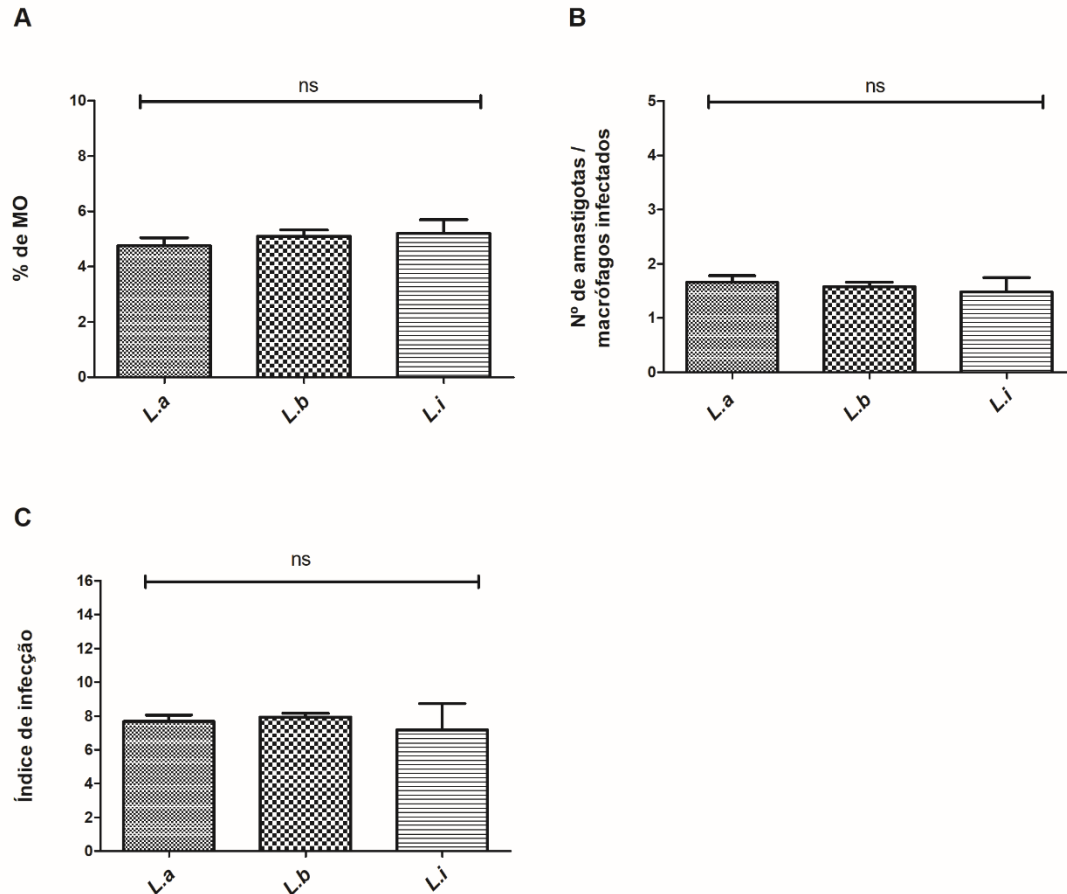 A
ns
% de MO
10
8
6
4
2
0
L.a
L.b
L.i
B
ns
Nº de amastigotas /
macrófagos infectados
5
4
3
2
1
0
L.a
L.b
L.i
C
ns
Índice de infecção
16
14
12
10
8
6
4
2
0
L.a
L.b
L.i